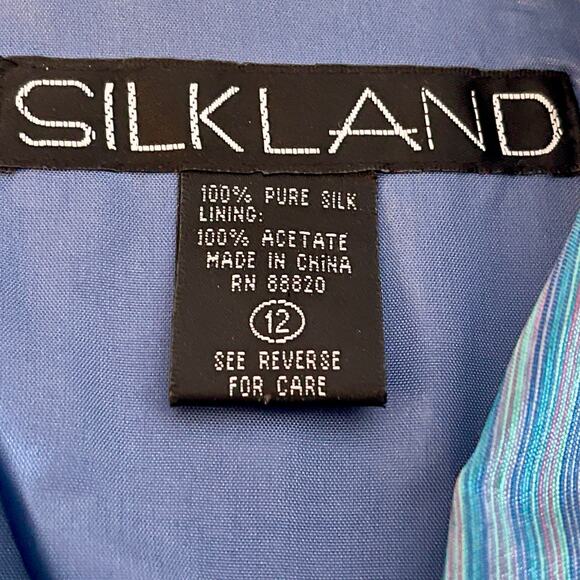 SILKLAND
100% PURE SILK
LINING:
100% ACETATE
MADE IN CHINA
RN 88820
12
SEE REVERSE
FOR CARE